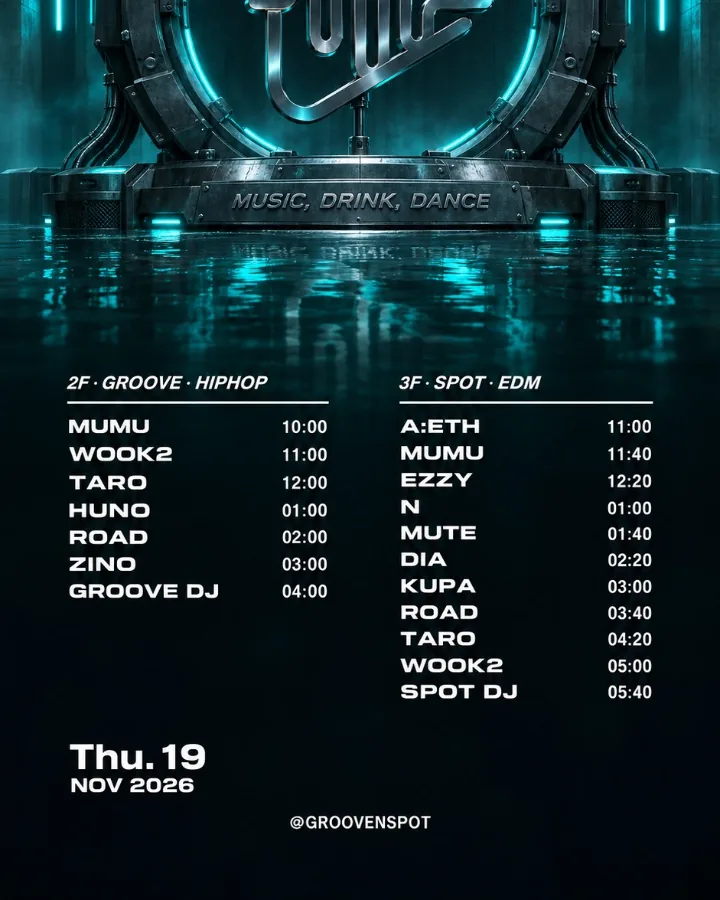 MUSIC, DRINK, DANCE
2F · GROOVE · HIPHOP
MUMU 10:00
WOOK2 11:00
TARO 12:00
HUNO 01:00
ROAD 02:00
ZINO 03:00
GROOVE DJ 04:00
3F · SPOT · EDM
A:ETH 11:00
MUMU 11:40
EZZY 12:20
N 01:00
MUTE 01:40
DIA 02:20
KUPA 03:00
ROAD 03:40
TARO 04:20
WOOK2 05:00
SPOT DJ 05:40
Thu. 19
NOV 2026
@GROOVENSPOT